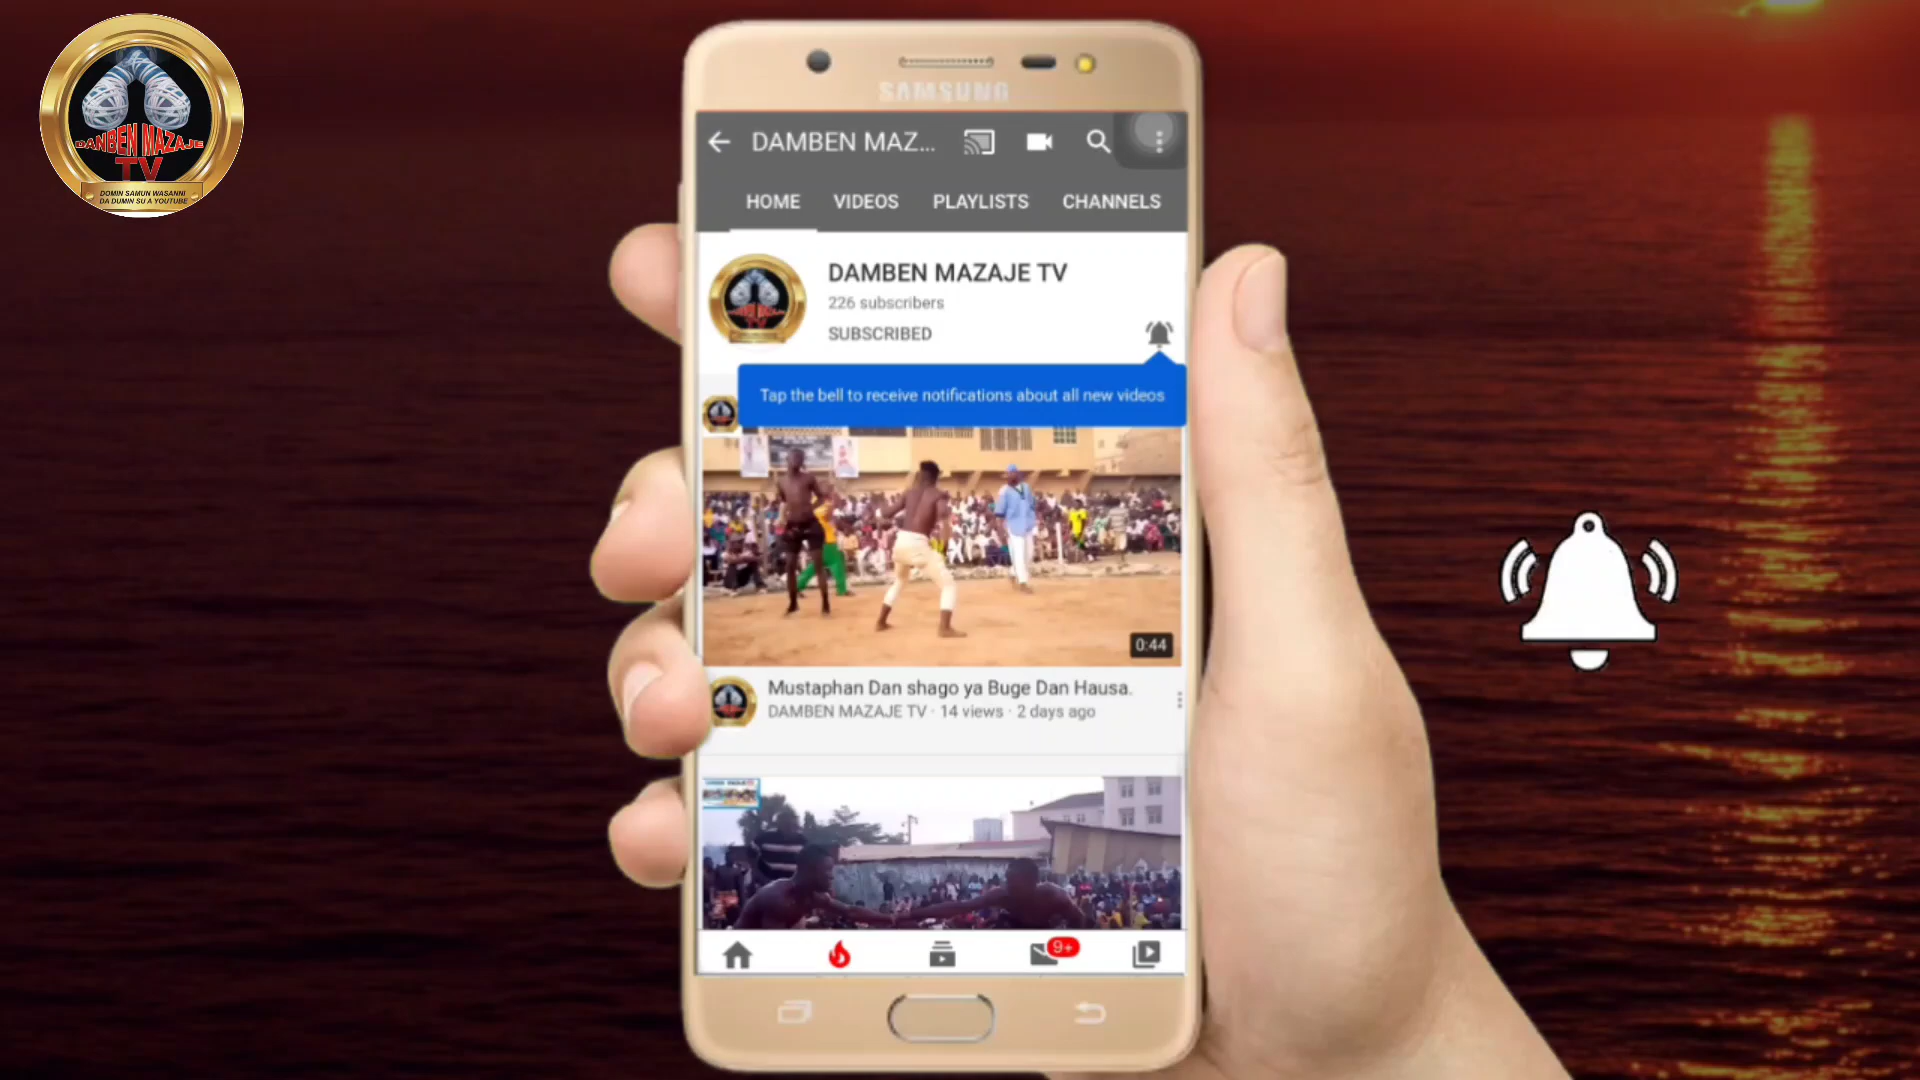 DANBEN MAZAJE
TV
DOMIN SAMUN WASANNI
DA DUMIN SU A YOUTUBE
SAMSUNG
DAMBEN MAZ...
HOME VIDEOS PLAYLISTS CHANNELS
DAMBEN MAZAJE TV
226 subscribers
SUBSCRIBED
Tap the bell to receive notifications about all new videos
0:44
Mustaphan Dan shago ya Buge Dan Hausa.
DAMBEN MAZAJE TV · 14 views · 2 days ago
9+